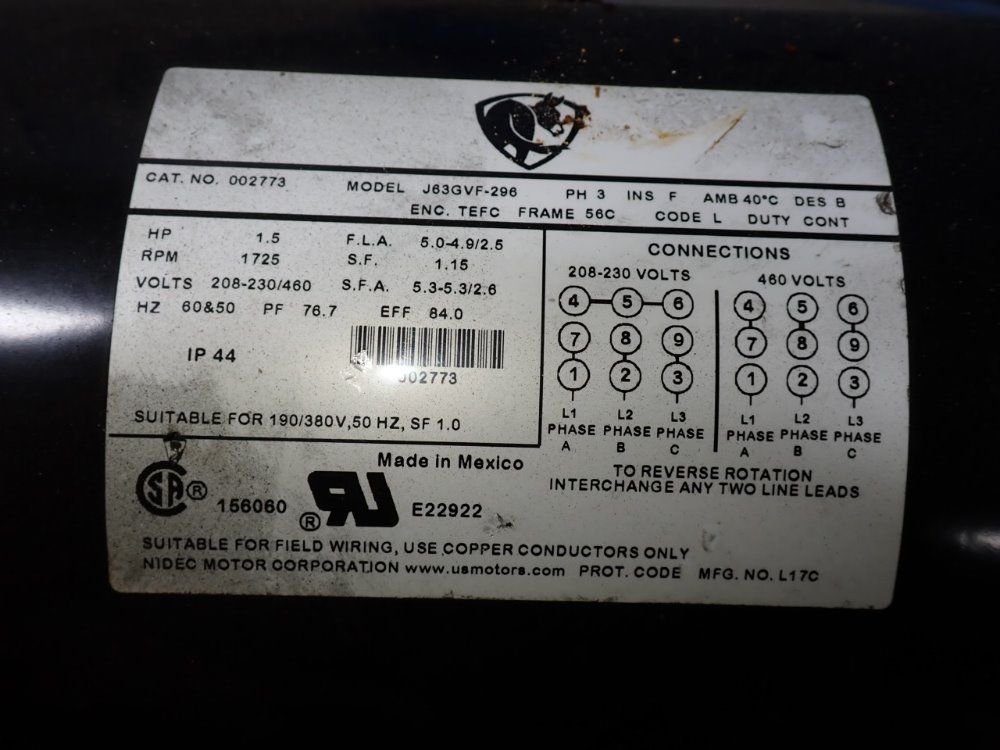 CAT. NO. 002773 MODEL J63GVF-296 PH 3 INS F AMB 40°C DES B
ENC. TEFC FRAME 56C CODE L DUTY CONT
HP 1.5 F.L.A. 5.0-4.9/2.5
RPM 1725 S.F. 1.15
VOLTS 208-230/460 S.F.A. 5.3-5.3/2.6
HZ 60&50 PF 76.7 EFF 84.0
IP 44
002773
SUITABLE FOR 190/380V,50 HZ, SF 1.0
CONNECTIONS
208-230 VOLTS 460 VOLTS
4 5 6 4 5 6
7 8 9 7 8 9
1 2 3 1 2 3
L1 L2 L3 L1 L2 L3
PHASE PHASE PHASE PHASE PHASE PHASE
A B C A B C
TO REVERSE ROTATION
INTERCHANGE ANY TWO LINE LEADS
Made in Mexico
SA ® 156060 ® RU E22922
SUITABLE FOR FIELD WIRING, USE COPPER CONDUCTORS ONLY
NIDEC MOTOR CORPORATION www.usmotors.com PROT. CODE MFG. NO. L17C